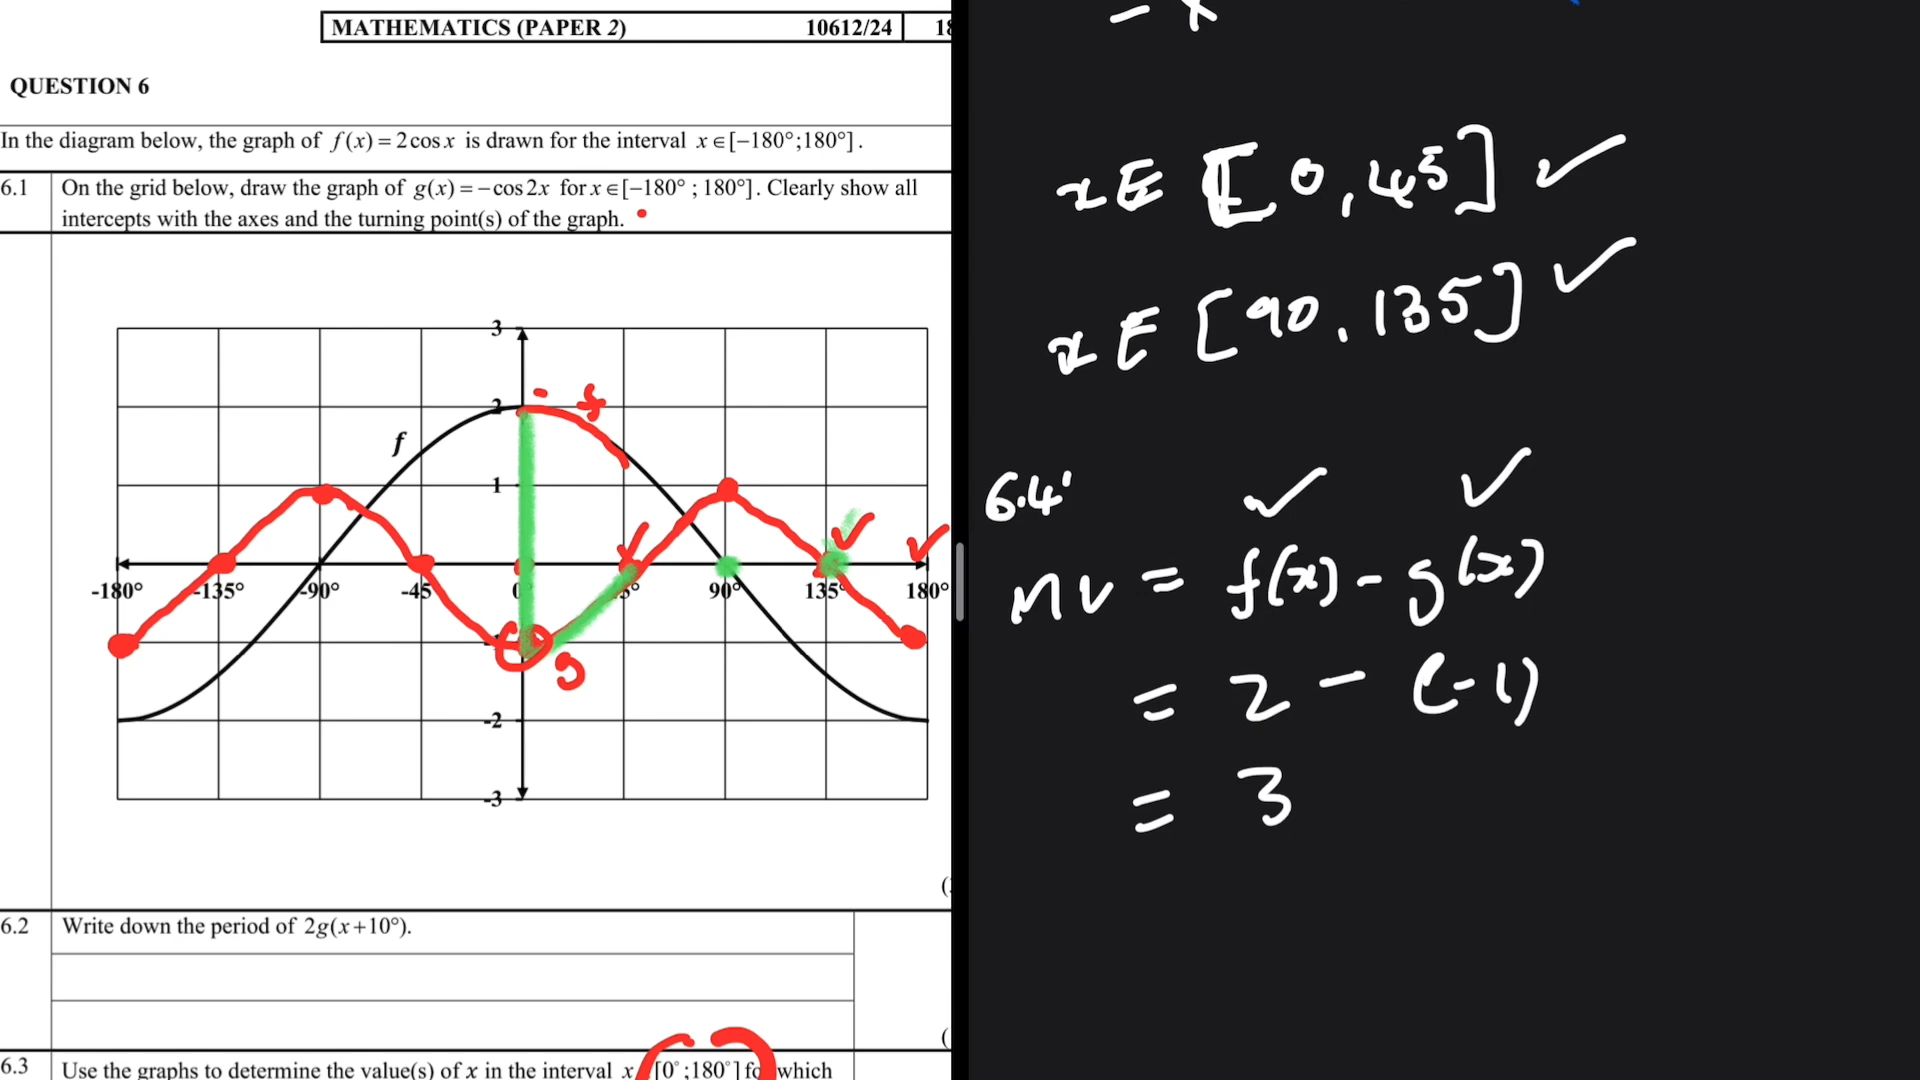 MATHEMATICS (PAPER 2) 10612/24
QUESTION 6
In the diagram below, the graph of f(x) = 2cos x is drawn for the interval x ∈ [−180°;180°].
6.1 On the grid below, draw the graph of g(x) = −cos 2x for x ∈ [−180° ; 180°]. Clearly show all
intercepts with the axes and the turning point(s) of the graph.
3
2
f
f
1
-180° -135° -90° -45° 0° 45° 90° 135° 180°
g
-2
-3
6.2 Write down the period of 2g(x+10°).
6.3 Use the graphs to determine the value(s) of x in the interval x [0°;180°] for which
x ∈ [0, 45] ✓
x ∈ [90, 135] ✓
6.4
MV = f(x) - g(x)
= 2 - (-1)
= 3